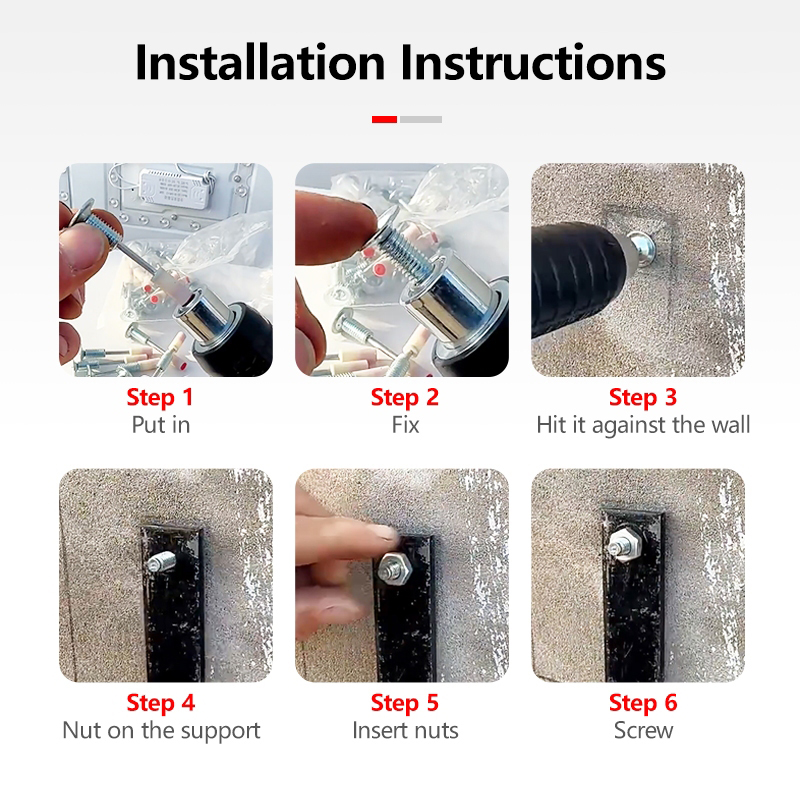 Installation Instructions
Step 1
Put in
Step 2
Fix
Step 3
Hit it against the wall
Step 4
Nut on the support
Step 5
Insert nuts
Step 6
Screw